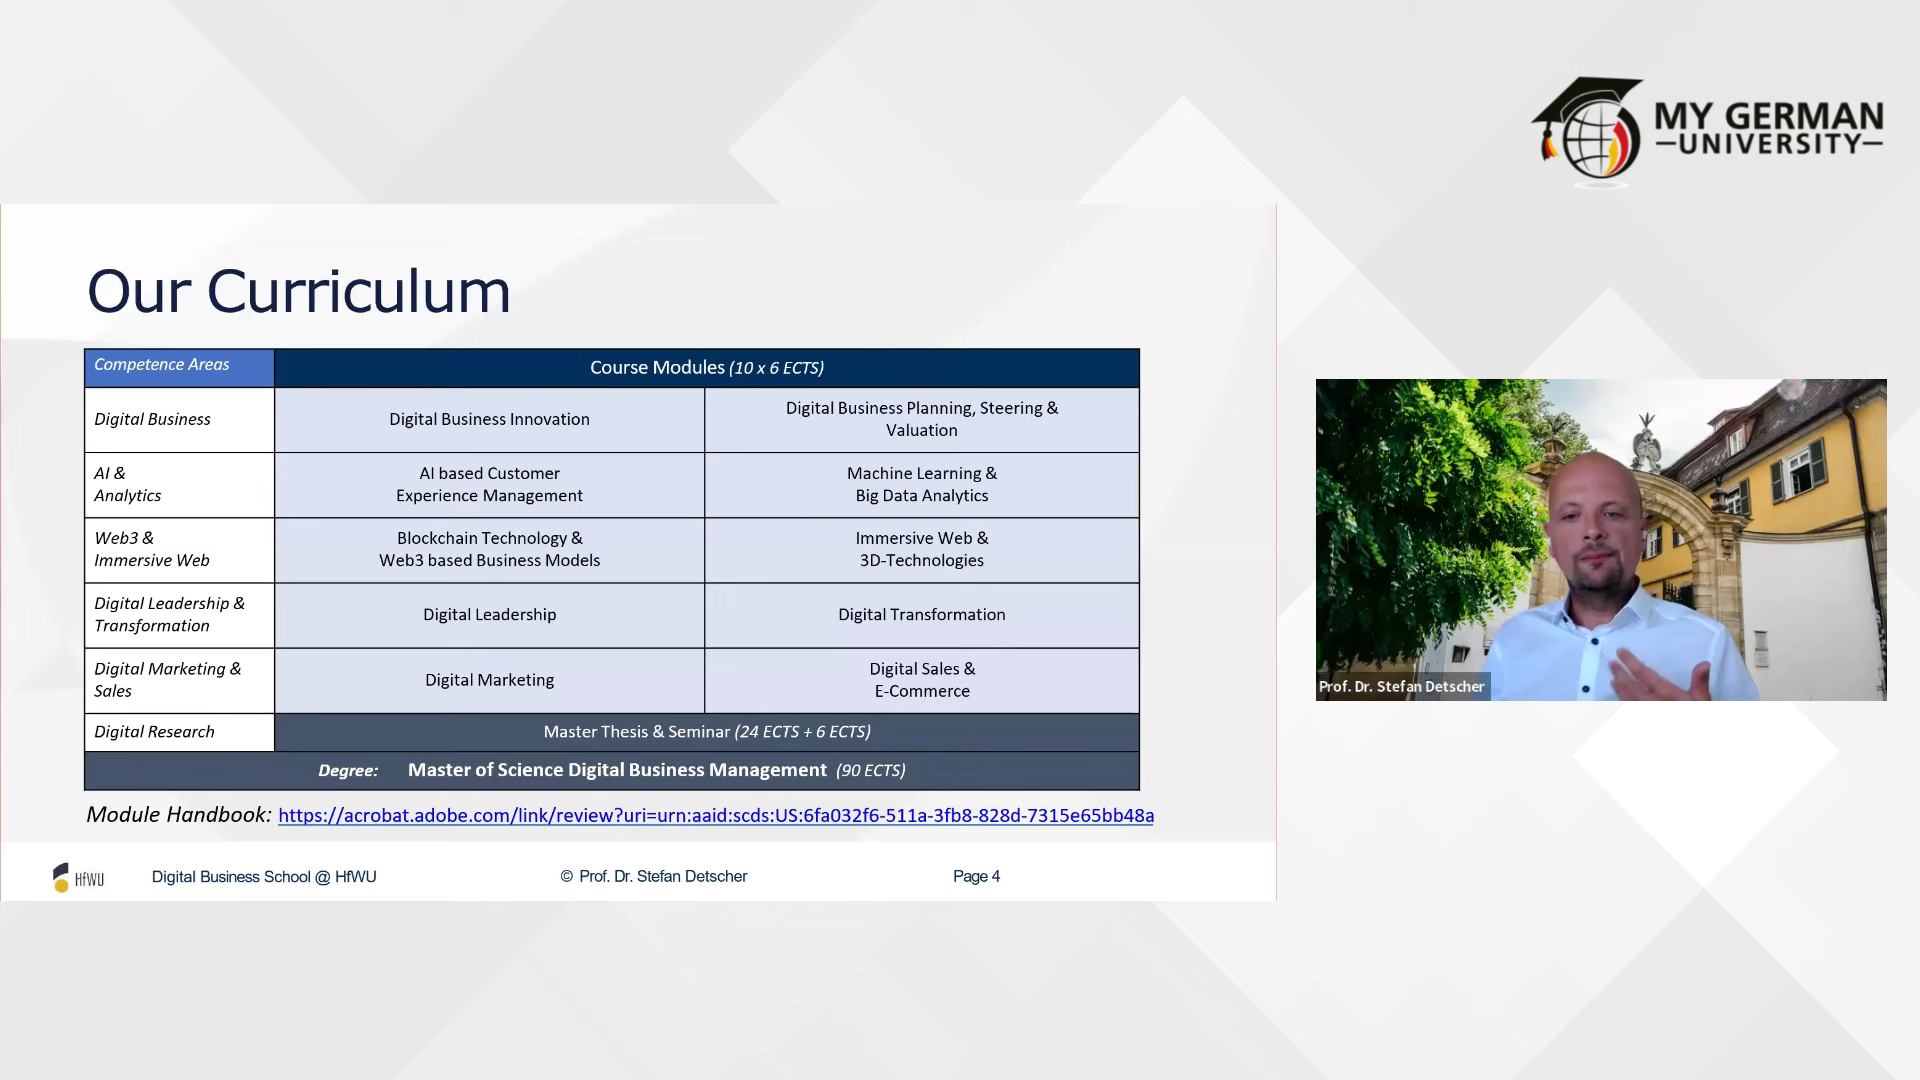 MY GERMAN
UNIVERSITY
Our Curriculum
Competence Areas
Course Modules (10 x 6 ECTS)
Digital Business
Digital Business Innovation
Digital Business Planning, Steering &
Valuation
AI &
Analytics
AI based Customer
Experience Management
Machine Learning &
Big Data Analytics
Web3 &
Immersive Web
Blockchain Technology &
Web3 based Business Models
Immersive Web &
3D-Technologies
Digital Leadership &
Transformation
Digital Leadership
Digital Transformation
Digital Marketing &
Sales
Digital Marketing
Digital Sales &
E-Commerce
Digital Research
Master Thesis & Seminar (24 ECTS + 6 ECTS)
Degree: Master of Science Digital Business Management (90 ECTS)
Module Handbook: https://acrobat.adobe.com/link/review?uri=urn:aaid:scds:US:6fa032f6-511a-3fb8-828d-7315e65bb48a
HfWU
Digital Business School @ HfWU
© Prof. Dr. Stefan Detscher
Page 4
Prof. Dr. Stefan Detscher